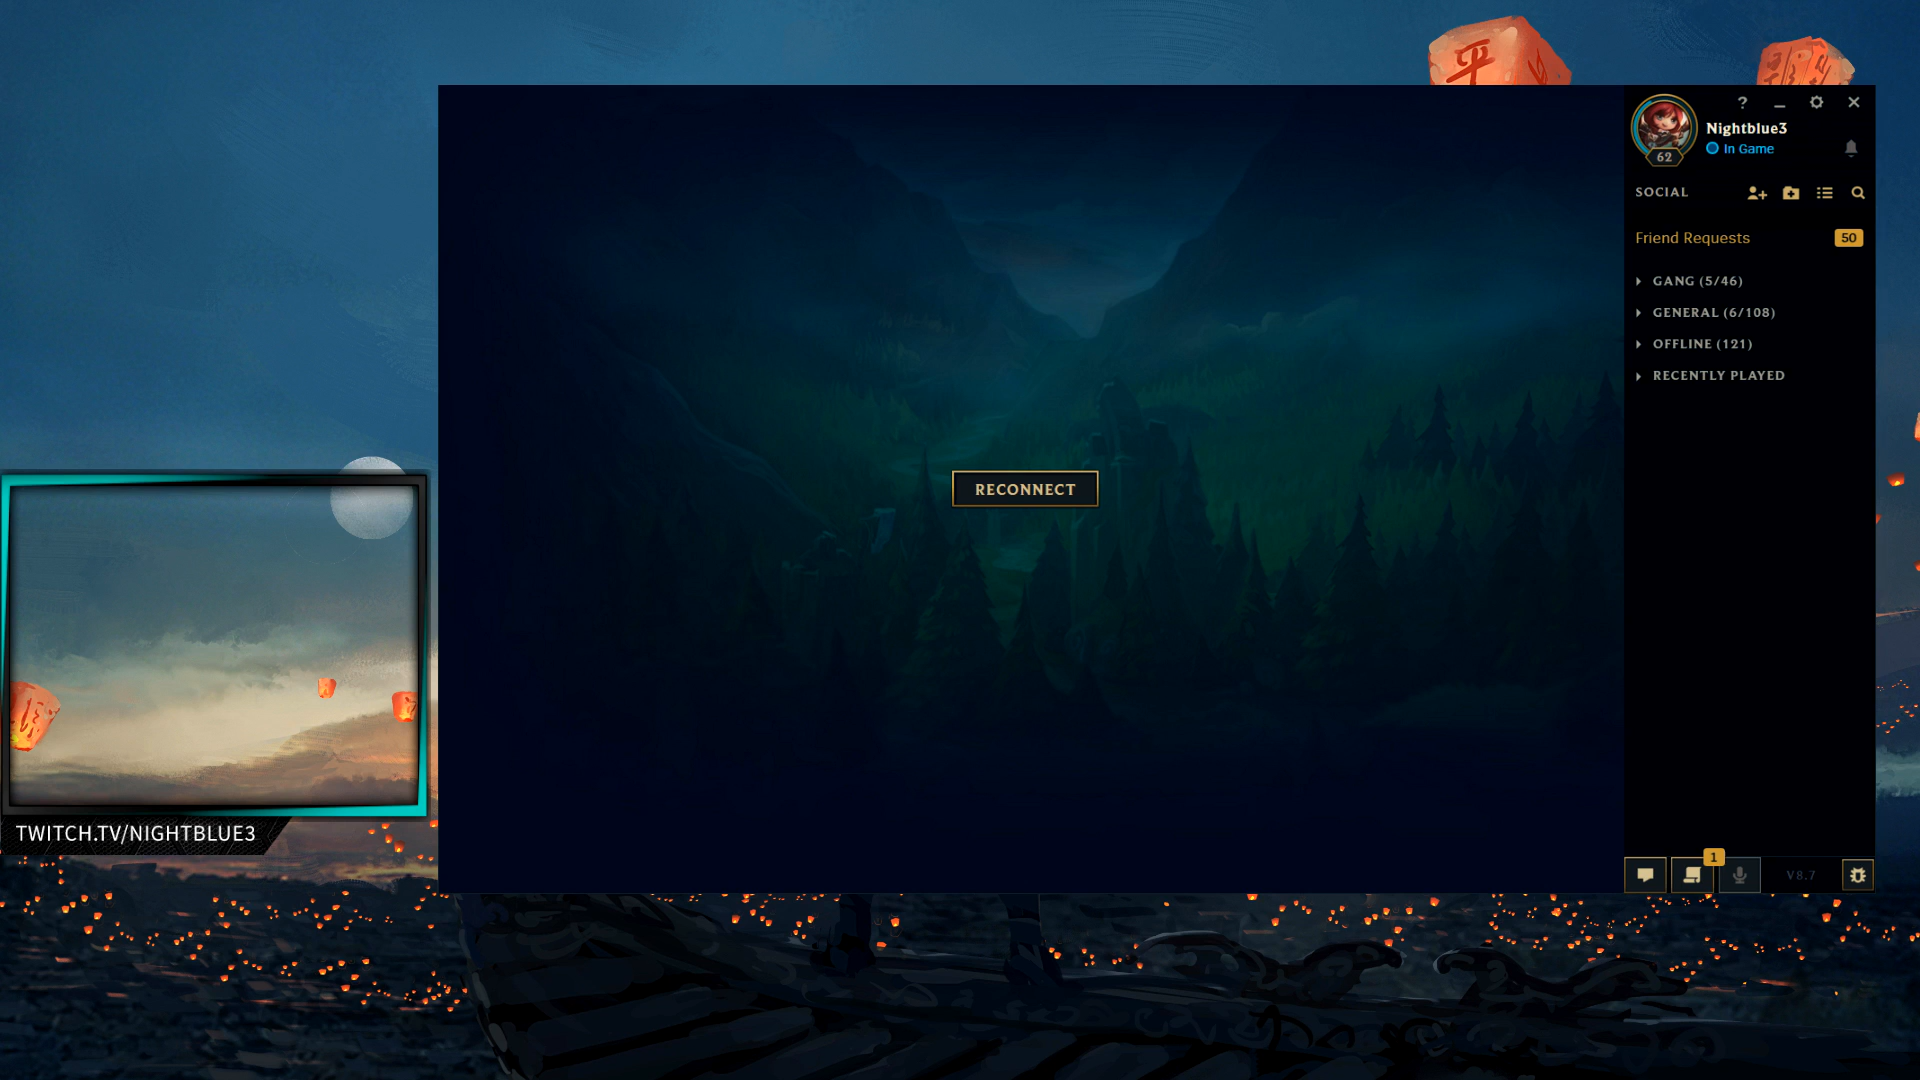 平
?
Nightblue3
In Game
62
SOCIAL
Friend Requests 50
GANG (5/46)
GENERAL (6/108)
OFFLINE (121)
RECENTLY PLAYED
RECONNECT
TWITCH.TV/NIGHTBLUE3
1
V8.7